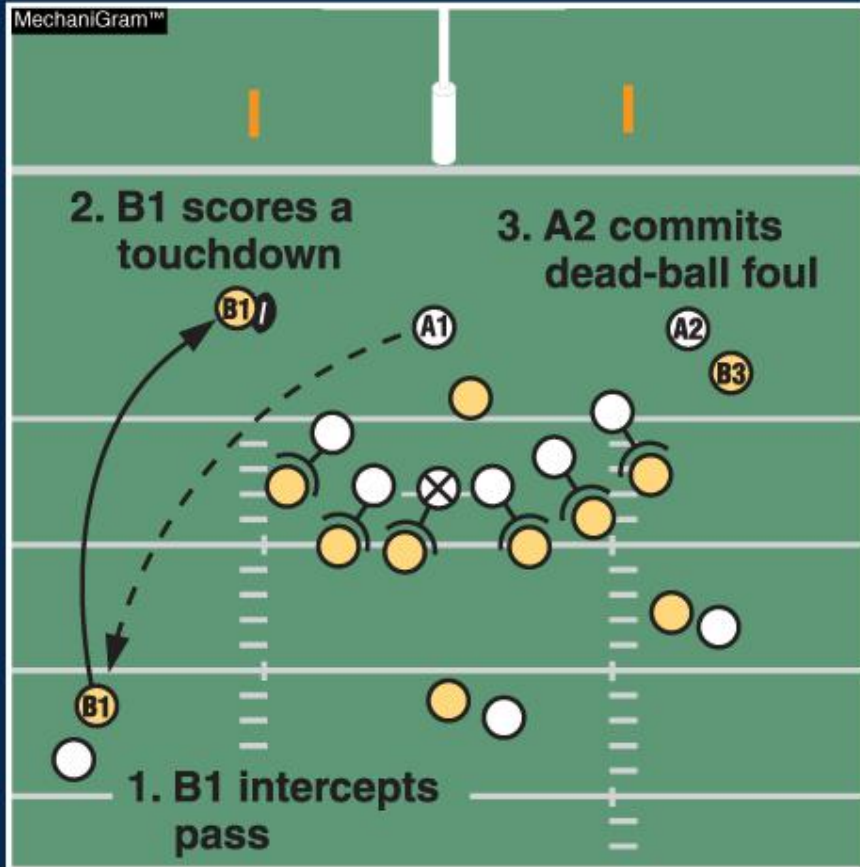 MechaniGram™
2. B1 scores a
touchdown
3. A2 commits
dead-ball foul
B1
A1
A2
B3
B1
1. B1 intercepts
pass